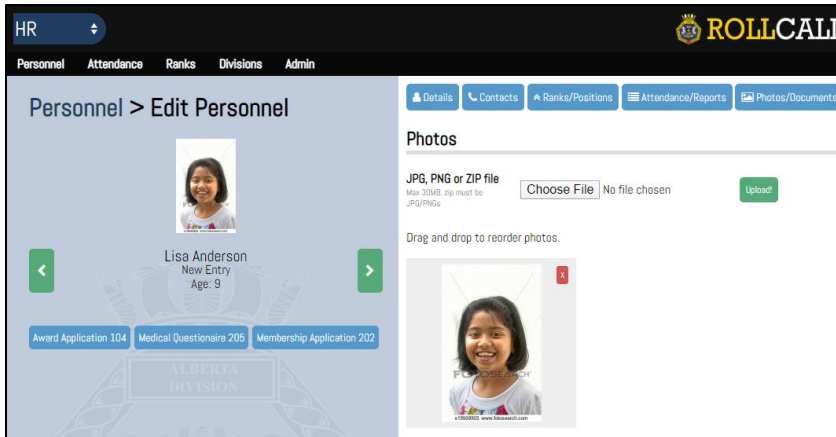 HR
ROLLCALL
Personnel Attendance Ranks Divisions Admin
Personnel > Edit Personnel
Lisa Anderson
New Entry
Age: 9
Award Application 104 Medical Questionaire 205 Membership Application 202
ALBERTA
DIVISION
Details Contacts Ranks/Positions Attendance/Reports Photos/Documents
Photos
JPG, PNG or ZIP file
Max 30MB, zip must be
JPG/PNGs
Choose File No file chosen
Upload!
Drag and drop to reorder photos.
X
FOTOSEARCH
www.fotosearch.com